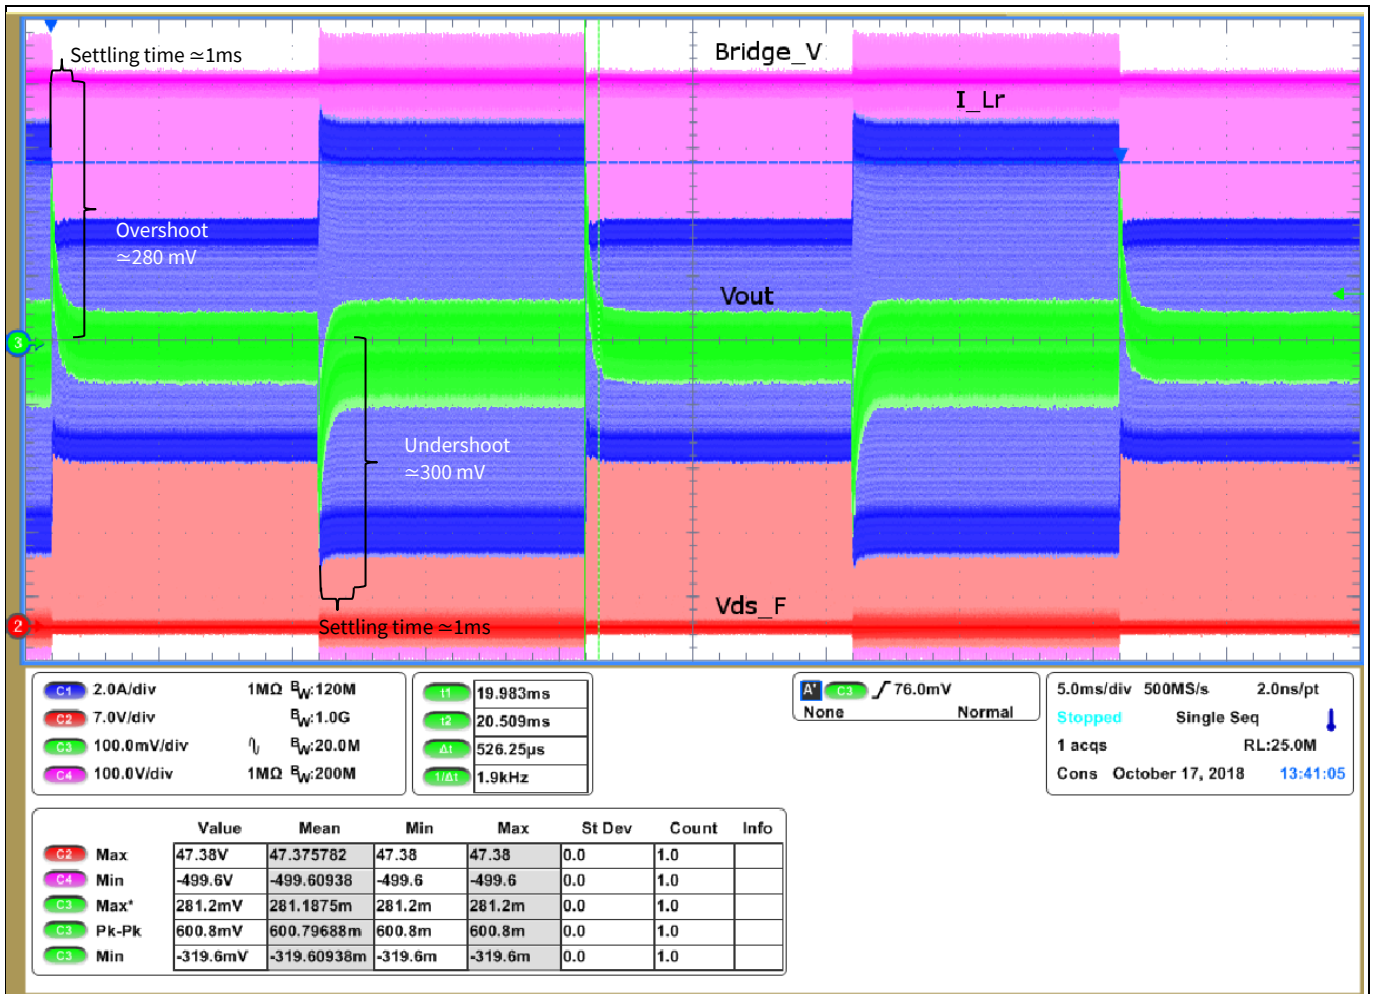 Bridge_V
Settling time ≃1ms
I_Lr
Overshoot
≃280 mV
Vout
3
Undershoot
≃300 mV
Vds_F
2
Settling time ≃1ms
C1 2.0A/div 1MΩ BW:120M
C2 7.0V/div BW:1.0G
C3 100.0mV/div BW:20.0M
C4 100.0V/div 1MΩ BW:200M
t1 19.983ms
t2 20.509ms
Δt 526.25µs
1/Δt 1.9kHz
A' C3 76.0mV
None Normal
5.0ms/div 500MS/s 2.0ns/pt
Stopped Single Seq
1 acqs RL:25.0M
Cons October 17, 2018 13:41:05
Value Mean Min Max St Dev Count Info
C2 Max 47.38V 47.375782 47.38 47.38 0.0 1.0
C4 Min -499.6V -499.60938 -499.6 -499.6 0.0 1.0
C3 Max* 281.2mV 281.1875m 281.2m 281.2m 0.0 1.0
C3 Pk-Pk 600.8mV 600.79688m 600.8m 600.8m 0.0 1.0
C3 Min -319.6mV -319.60938m -319.6m -319.6m 0.0 1.0